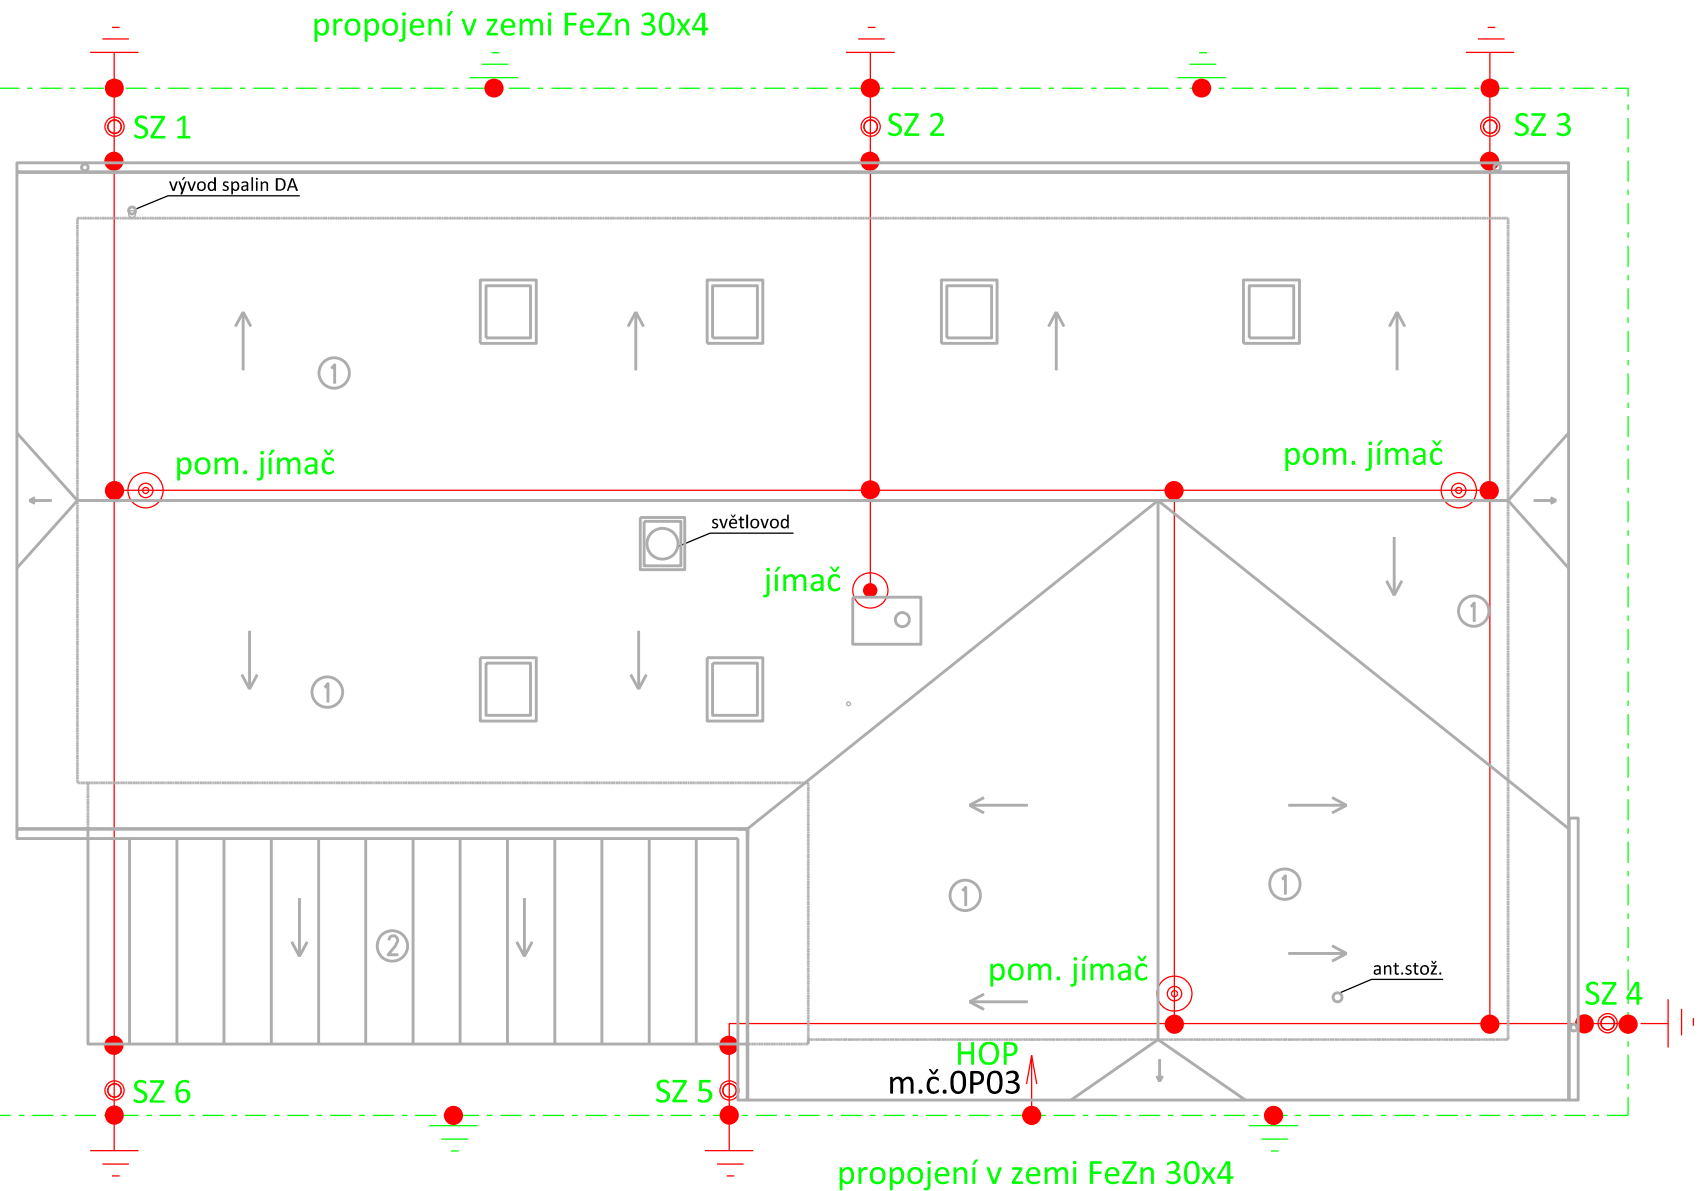 propojení v zemi FeZn 30x4
SZ 1
SZ 2
SZ 3
vývod spalin DA
1
pom. jímač
pom. jímač
světlovod
jímač
1
1
1
1
2
pom. jímač
ant.stož.
SZ 4
HOP
m.č.0P03
SZ 6
SZ 5
propojení v zemi FeZn 30x4